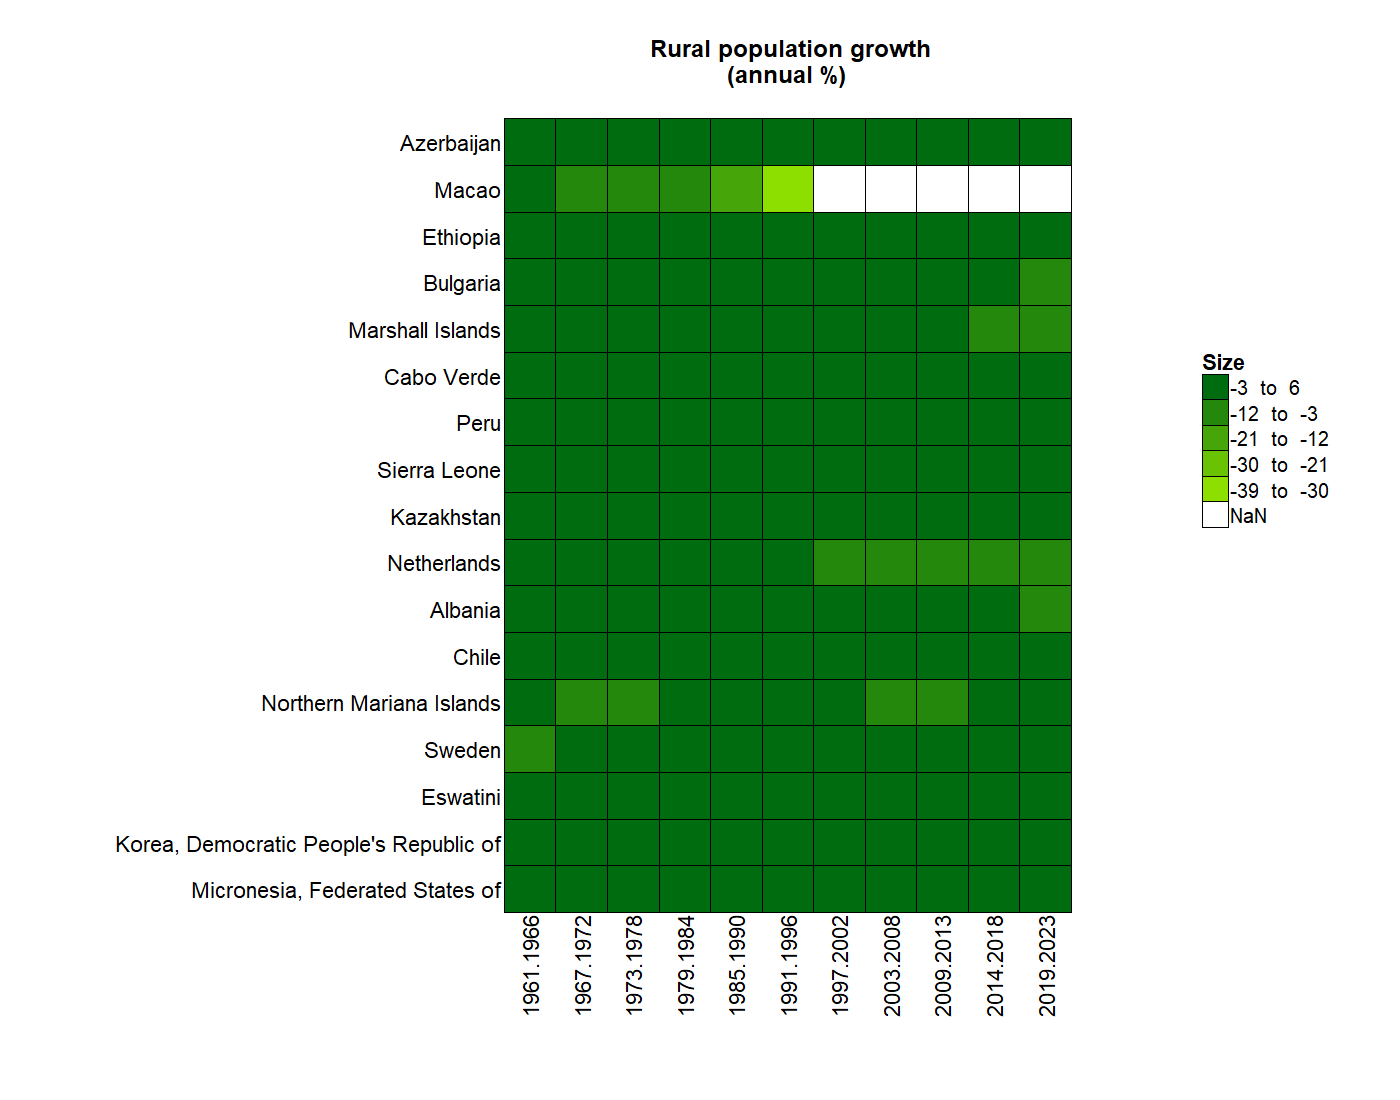 Rural population growth
(annual %)
Azerbaijan
Macao
Ethiopia
Bulgaria
Marshall Islands
Cabo Verde
Peru
Sierra Leone
Kazakhstan
Netherlands
Albania
Chile
Northern Mariana Islands
Sweden
Eswatini
Korea, Democratic People's Republic of
Micronesia, Federated States of
1961.1966
1967.1972
1973.1978
1979.1984
1985.1990
1991.1996
1997.2002
2003.2008
2009.2013
2014.2018
2019.2023
Size
-3 to 6
-12 to -3
-21 to -12
-30 to -21
-39 to -30
NaN